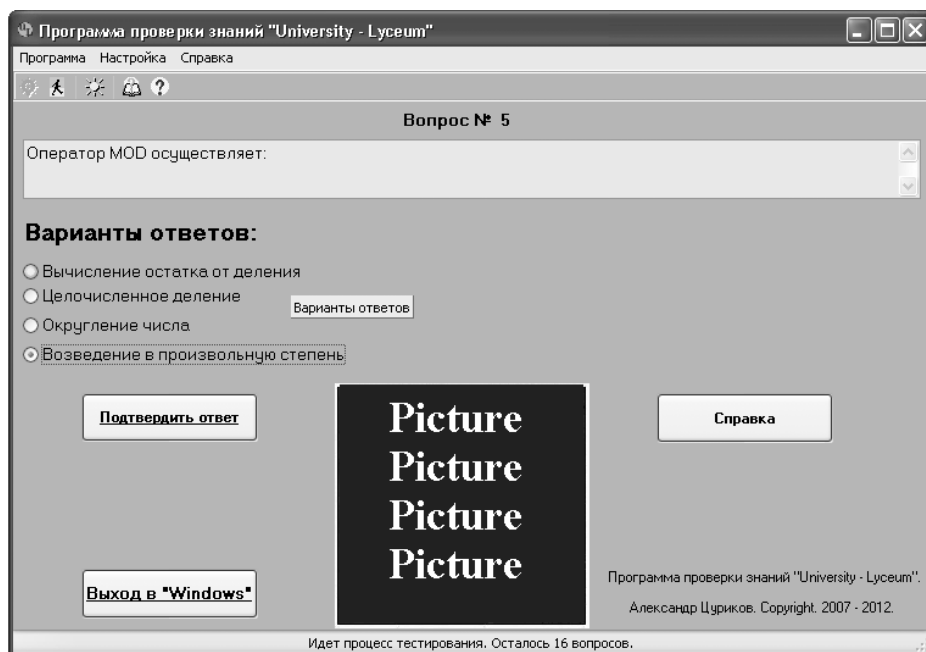 Программа проверки знаний "University - Lyceum"
Программа Настройка Справка
Вопрос № 5
Оператор MOD осуществляет:
Варианты ответов:
Вычисление остатка от деления
Целочисленное деление
Варианты ответов
Округление числа
Возведение в произвольную степень
Подтвердить ответ
Picture
Picture
Picture
Picture
Справка
Выход в "Windows"
Программа проверки знаний "University - Lyceum".
Александр Цуриков. Copyright. 2007 - 2012.
Идет процесс тестирования. Осталось 16 вопросов.